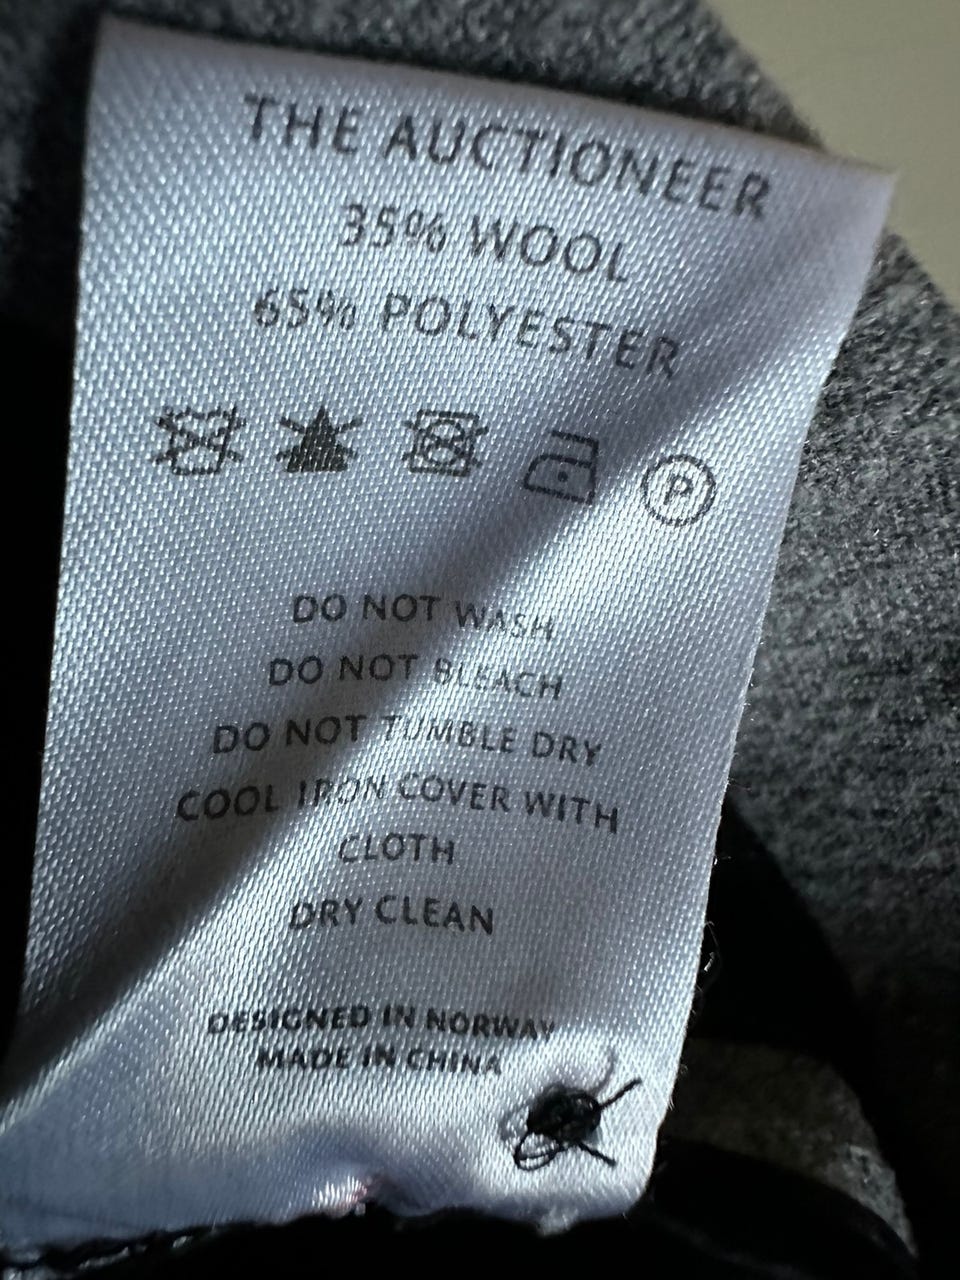 THE AUCTIONEER
35% WOOL
65% POLYESTER
P
DO NOT WASH
DO NOT BLEACH
DO NOT TUMBLE DRY
COOL IRON COVER WITH
CLOTH
DRY CLEAN
DESIGNED IN NORWAY
MADE IN CHINA